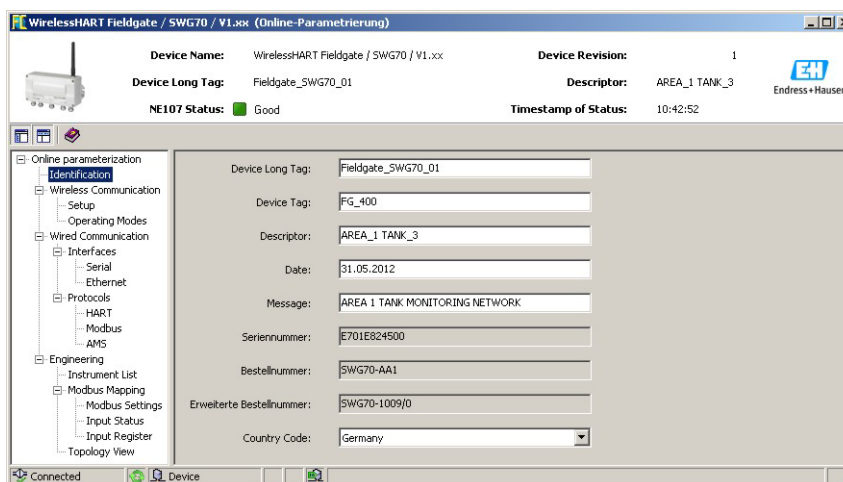 WirelessHART Fieldgate / SWG70 / V1.xx (Online-Parametrierung)
Device Name: WirelessHART Fieldgate / SWG70 / V1.xx Device Revision: 1
Device Long Tag: Fieldgate_SWG70_01 Descriptor: AREA_1 TANK_3
NE107 Status: Good Timestamp of Status: 10:42:52
EH
Endress+Hauser
Online parameterization
Identification
Wireless Communication
Setup
Operating Modes
Wired Communication
Interfaces
Serial
Ethernet
Protocols
HART
Modbus
AMS
Engineering
Instrument List
Modbus Mapping
Modbus Settings
Input Status
Input Register
Topology View
Device Long Tag: Fieldgate_SWG70_01
Device Tag: FG_400
Descriptor: AREA_1 TANK_3
Date: 31.05.2012
Message: AREA 1 TANK MONITORING NETWORK
Seriennummer: E701E824500
Bestellnummer: SWG70-AA1
Erweiterte Bestellnummer: SWG70-1009/0
Country Code: Germany
Connected Device